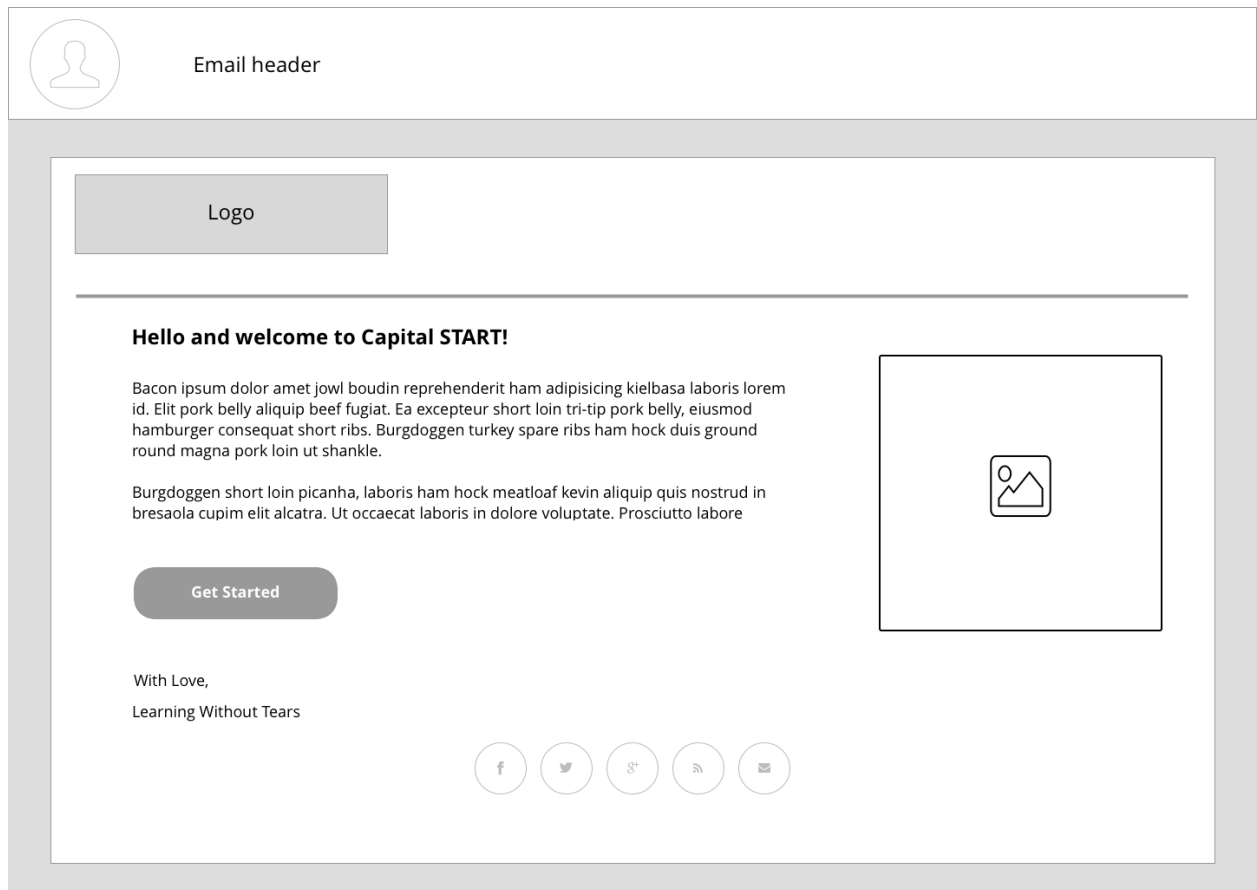 Email header
Logo
Hello and welcome to Capital START!
Bacon ipsum dolor amet jowl boudin reprehenderit ham adipisicing kielbasa laboris lorem
id. Elit pork belly aliquip beef fugiat. Ea excepteur short loin tri-tip pork belly, eiusmod
hamburger consequat short ribs. Burgdoggen turkey spare ribs ham hock duis ground
round magna pork loin ut shankle.
Burgdoggen short loin picanha, laboris ham hock meatloaf kevin aliquip quis nostrud in
bresaola cupim elit alcatra. Ut occaecat laboris in dolore voluptate. Prosciutto labore
Get Started
With Love,
Learning Without Tears